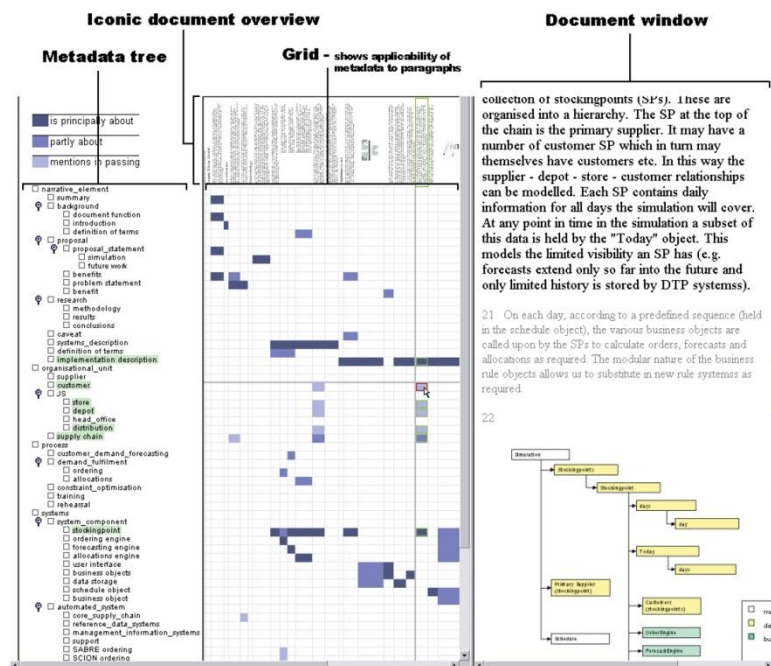 Iconic document overview
Document window
Metadata tree
Grid - shows applicability of
metadata to paragraphs
is principally about
partly about
mentions in passing
narrative_element
summary
background
document function
introduction
definition of terms
proposal
proposal_statement
simulation
future work
benefits
problem statement
benefit
research
methodology
results
conclusions
caveat
systems_description
definition of terms
implementation description
organisational_unit
supplier
customer
JS
store
depot
head_office
distribution
supply chain
process
customer_demand_forecasting
demand_fulfilment
ordering
allocations
constraint_optimisation
training
rehearsal
systems
system_component
stockingpoint
ordering engine
forecasting engine
allocations engine
user interface
business objects
data storage
schedule object
business object
automated_system
core_supply_chain
reference_data_systems
management_information_systems
support
SABRE ordering
SCION ordering
collection of stockingpoints (SPs). These are
organised into a hierarchy. The SP at the top of
the chain is the primary supplier. It may have a
number of customer SP which in turn may
themselves have customers etc. In this way the
supplier - depot - store - customer relationships
can be modelled. Each SP contains daily
information for all days the simulation will cover.
At any point in time in the simulation a subset of
this data is held by the "Today" object. This
models the limited visibility an SP has (e.g.
forecasts extend only so far into the future and
only limited history is stored by DTP systemss).
21 On each day, according to a predefined sequence (held
in the schedule object), the various business objects are
called upon by the SPs to calculate orders, forecasts and
allocations as required. The modular nature of the business
rule objects allows us to substitute in new rule systemss as
required.
22
Simulation
Stockingpoints
Stockingpoint
days
day
Today
days
Primary Supplier
(stockingpoint)
Customers
(stockingpoints)
Schedule
OrderEngine
ForecastEngine
m
da
bu